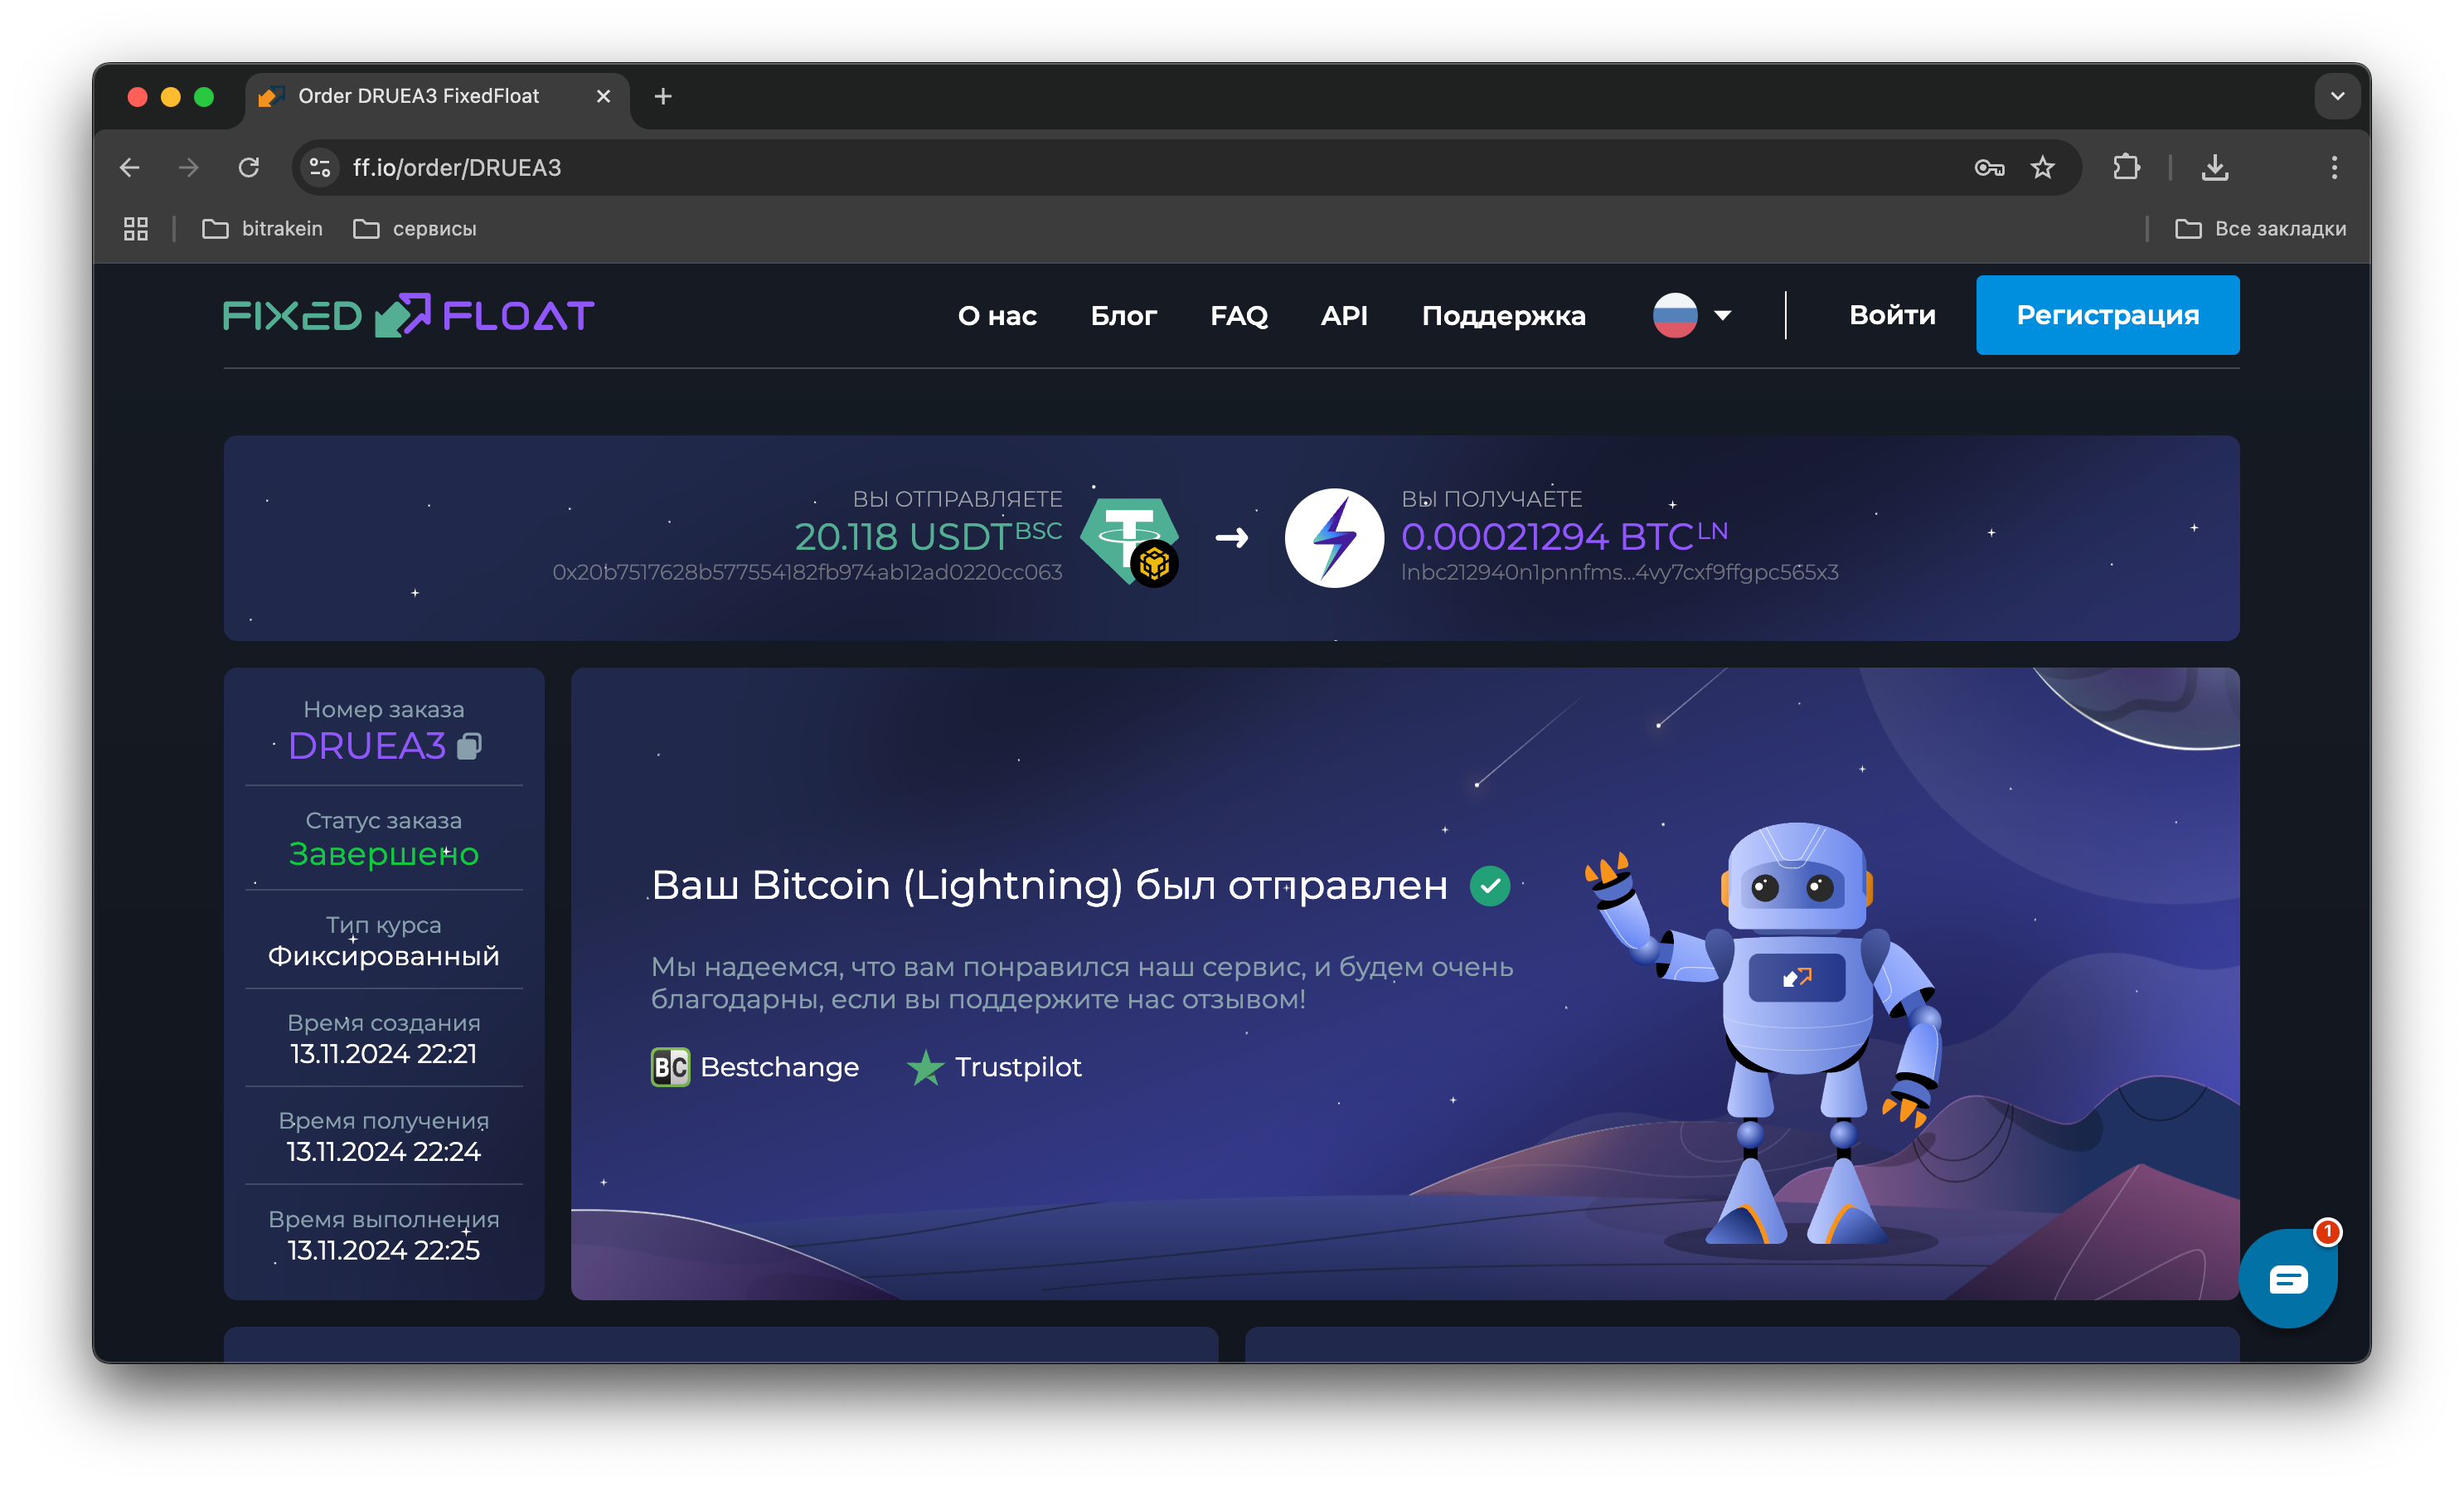 Order DRUEA3 FixedFloat
ff.io/order/DRUEA3
bitrakein
сервисы
Все закладки
FIXED FLOAT
О нас
Блог
FAQ
API
Поддержка
Войти
Регистрация
ВЫ ОТПРАВЛЯЕТЕ
20.118 USDT BSC
0x20b7517628b577554182fb974ab12ad0220cc063
ВЫ ПОЛУЧАЕТЕ
0.00021294 BTC LN
lnbc212940n1pnnfms...4vy7cxf9ffgpc565x3
Номер заказа
DRUEA3
Статус заказа
Завершено
Тип курса
Фиксированный
Время создания
13.11.2024 22:21
Время получения
13.11.2024 22:24
Время выполнения
13.11.2024 22:25
Ваш Bitcoin (Lightning) был отправлен
Мы надеемся, что вам понравился наш сервис, и будем очень
благодарны, если вы поддержите нас отзывом!
BC Bestchange
Trustpilot
1